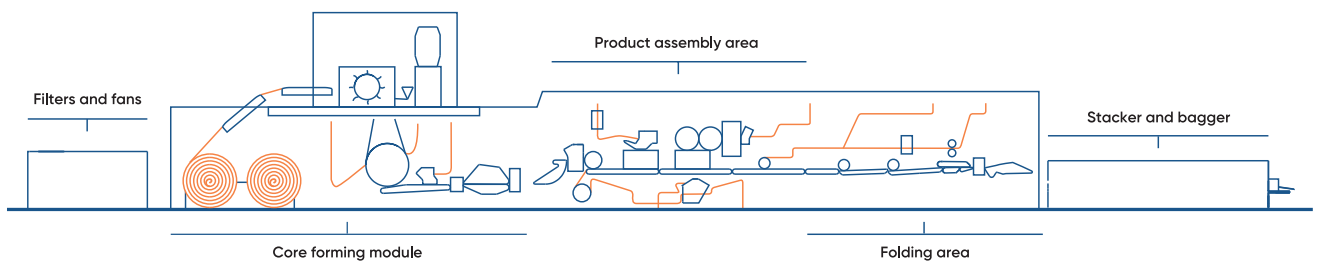 Product assembly area
Filters and fans
Stacker and bagger
Core forming module
Folding area